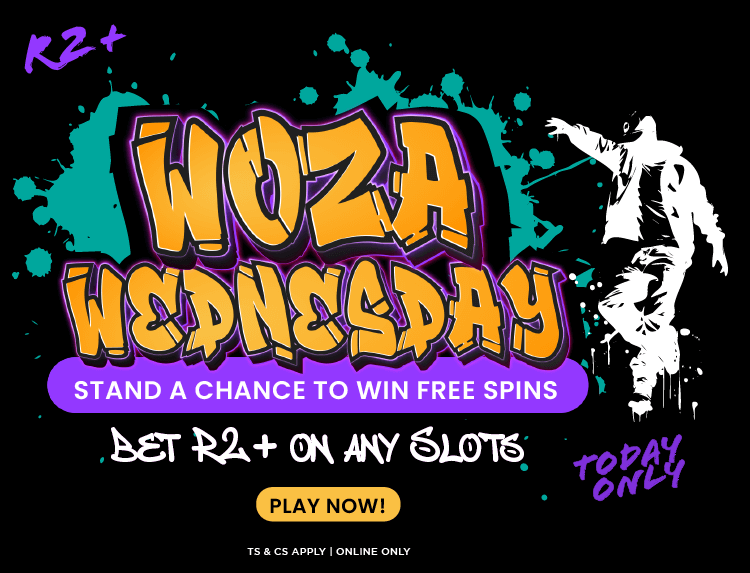 R2+
WOZA
WEDNESDAY
STAND A CHANCE TO WIN FREE SPINS
BET R2+ ON ANY SLOTS
TODAY
ONLY
PLAY NOW!
TS & CS APPLY | ONLINE ONLY